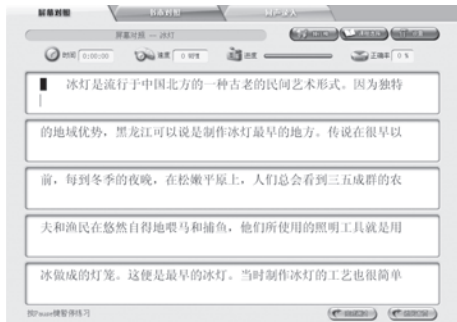 屏幕对照
屏幕对照 — 冰灯
时间 0:00:00 速度 0 KPM 进度 正确率 0 %
冰灯是流行于中国北方的一种古老的民间艺术形式。因为独特
的地域优势，黑龙江可以说是制作冰灯最早的地方。传说在很早以
前，每到冬季的夜晚，在松嫩平原上，人们总会看到三五成群的农
夫和渔民在悠然自得地喂马和捕鱼，他们所使用的照明工具就是用
冰做成的灯笼。这便是最早的冰灯。当时制作冰灯的工艺也很简单
按Pause键暂停练习